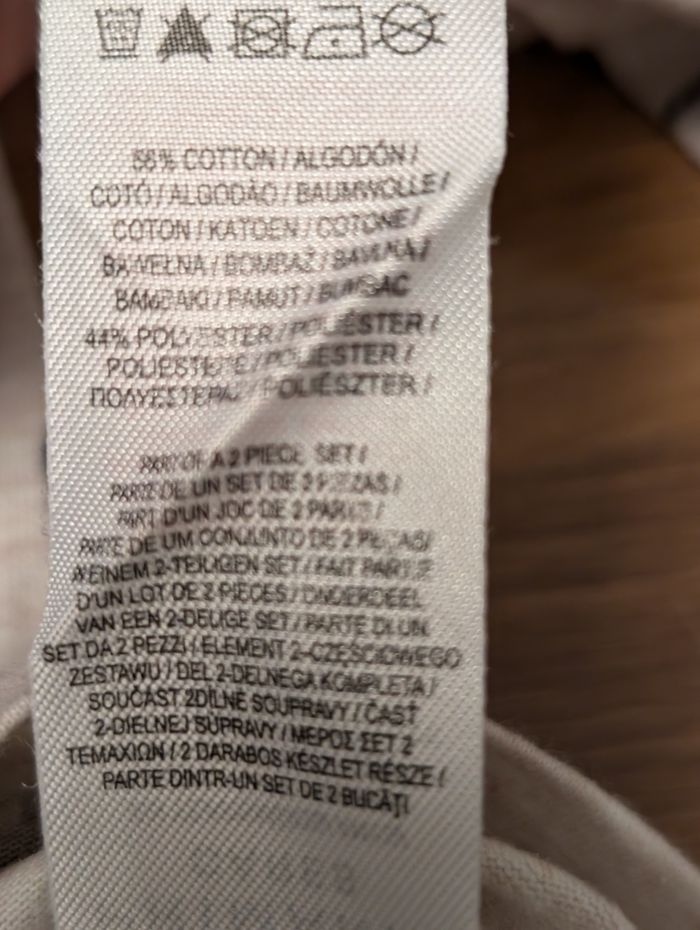 56% COTTON / ALGODÓN /
COTÓ / ALGODÃO / BAUMWOLLE /
COTON / KATOEN / COTONE /
BAWEŁNA / BOMBAŽ / BAVLNA /
BAMBAKI / PAMUT / BUMBAC
44% POLYESTER / POLIÉSTER /
POLIESTERE / POLIESTER /
ΠΟΛΥΕΣΤΕΡΑΣ / POLIÉSZTER /
PART OF A 2 PIECE SET /
PARTE DE UN SET DE 2 PIEZAS /
PART D'UN JOC DE 2 PARTS /
PARTE DE UM CONJUNTO DE 2 PEÇAS /
EINEM 2-TEILIGEN SET / FAIT PARTIE
D'UN LOT DE 2 PIÈCES / ONDERDEEL
VAN EEN 2-DELIGE SET / PARTE DI UN
SET DA 2 PEZZI / ELEMENT 2-CZĘŚCIOWEGO
ZESTAWU / DEL 2-DELNEGA KOMPLETA /
SOUČÁST 2DÍLNÉ SOUPRAVY / ČASŤ
2-DIELNEJ SÚPRAVY / ΜΕΡΟΣ ΣΕΤ 2
ΤΕΜΑΧΙΩΝ / 2 DARABOS KÉSZLET RÉSZE /
PARTE DINTR-UN SET DE 2 BUCĂȚI